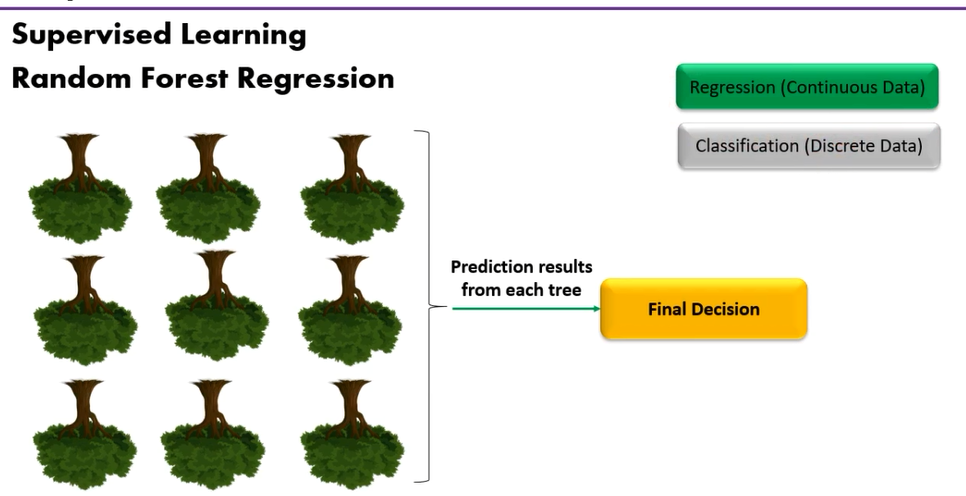 Supervised Learning
Random Forest Regression
Regression (Continuous Data)
Classification (Discrete Data)
Prediction results
from each tree
Final Decision